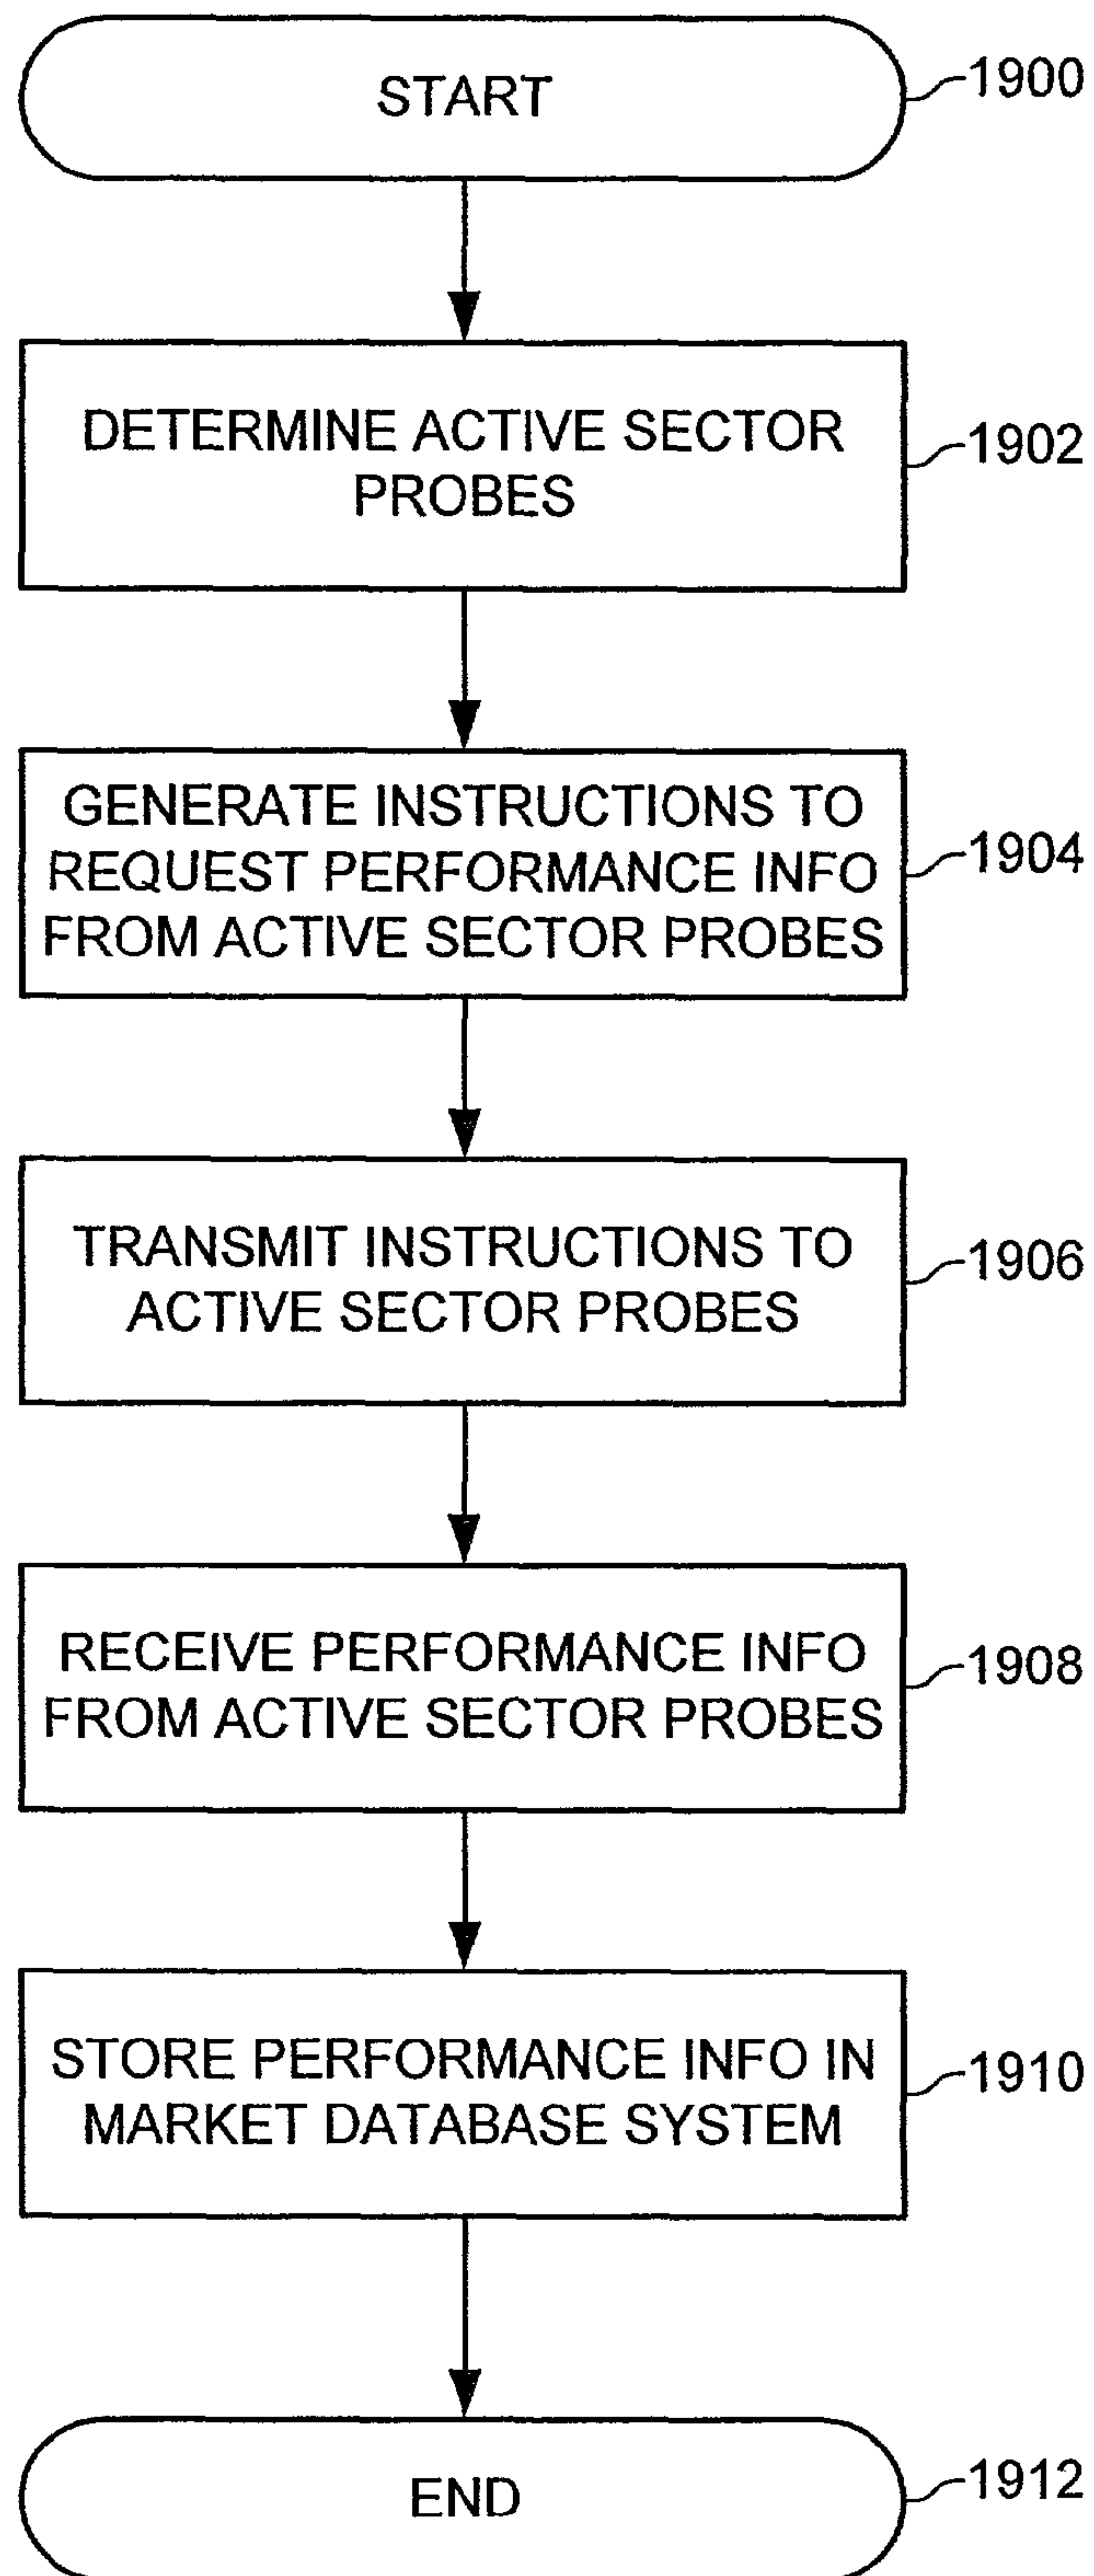 START
1900
DETERMINE ACTIVE SECTOR
PROBES
1902
GENERATE INSTRUCTIONS TO
REQUEST PERFORMANCE INFO
FROM ACTIVE SECTOR PROBES
1904
TRANSMIT INSTRUCTIONS TO
ACTIVE SECTOR PROBES
1906
RECEIVE PERFORMANCE INFO
FROM ACTIVE SECTOR PROBES
1908
STORE PERFORMANCE INFO IN
MARKET DATABASE SYSTEM
1910
END
1912